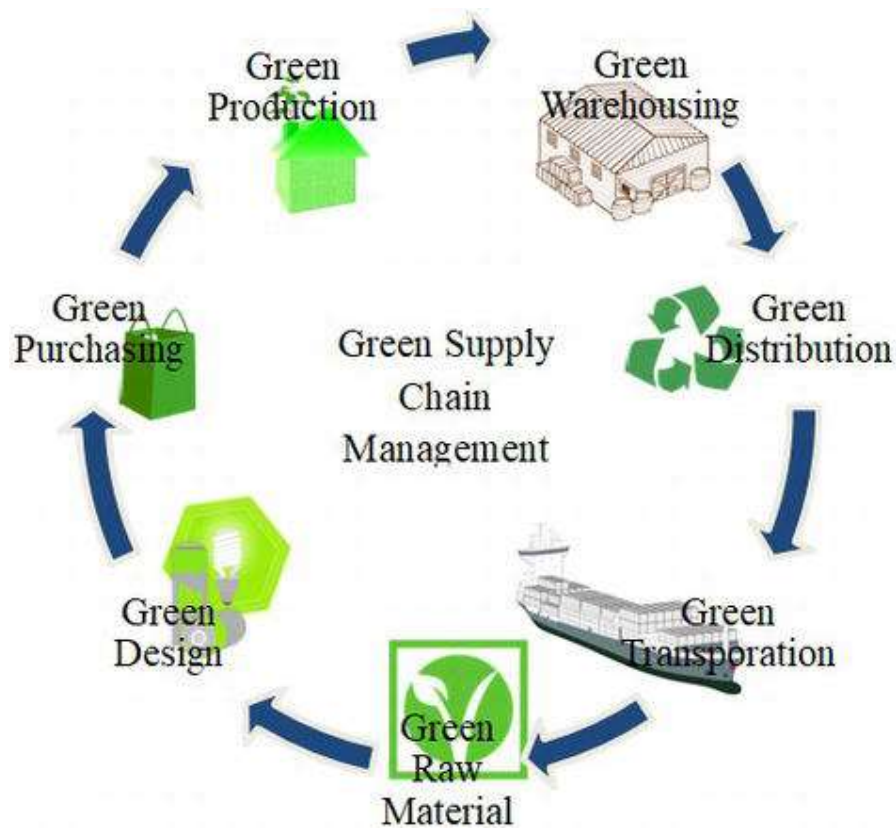 Green
Production
Green
Warehousing
Green
Purchasing
Green Supply
Chain
Management
Green
Distribution
Green
Design
Green
Transporation
Green
Raw
Material